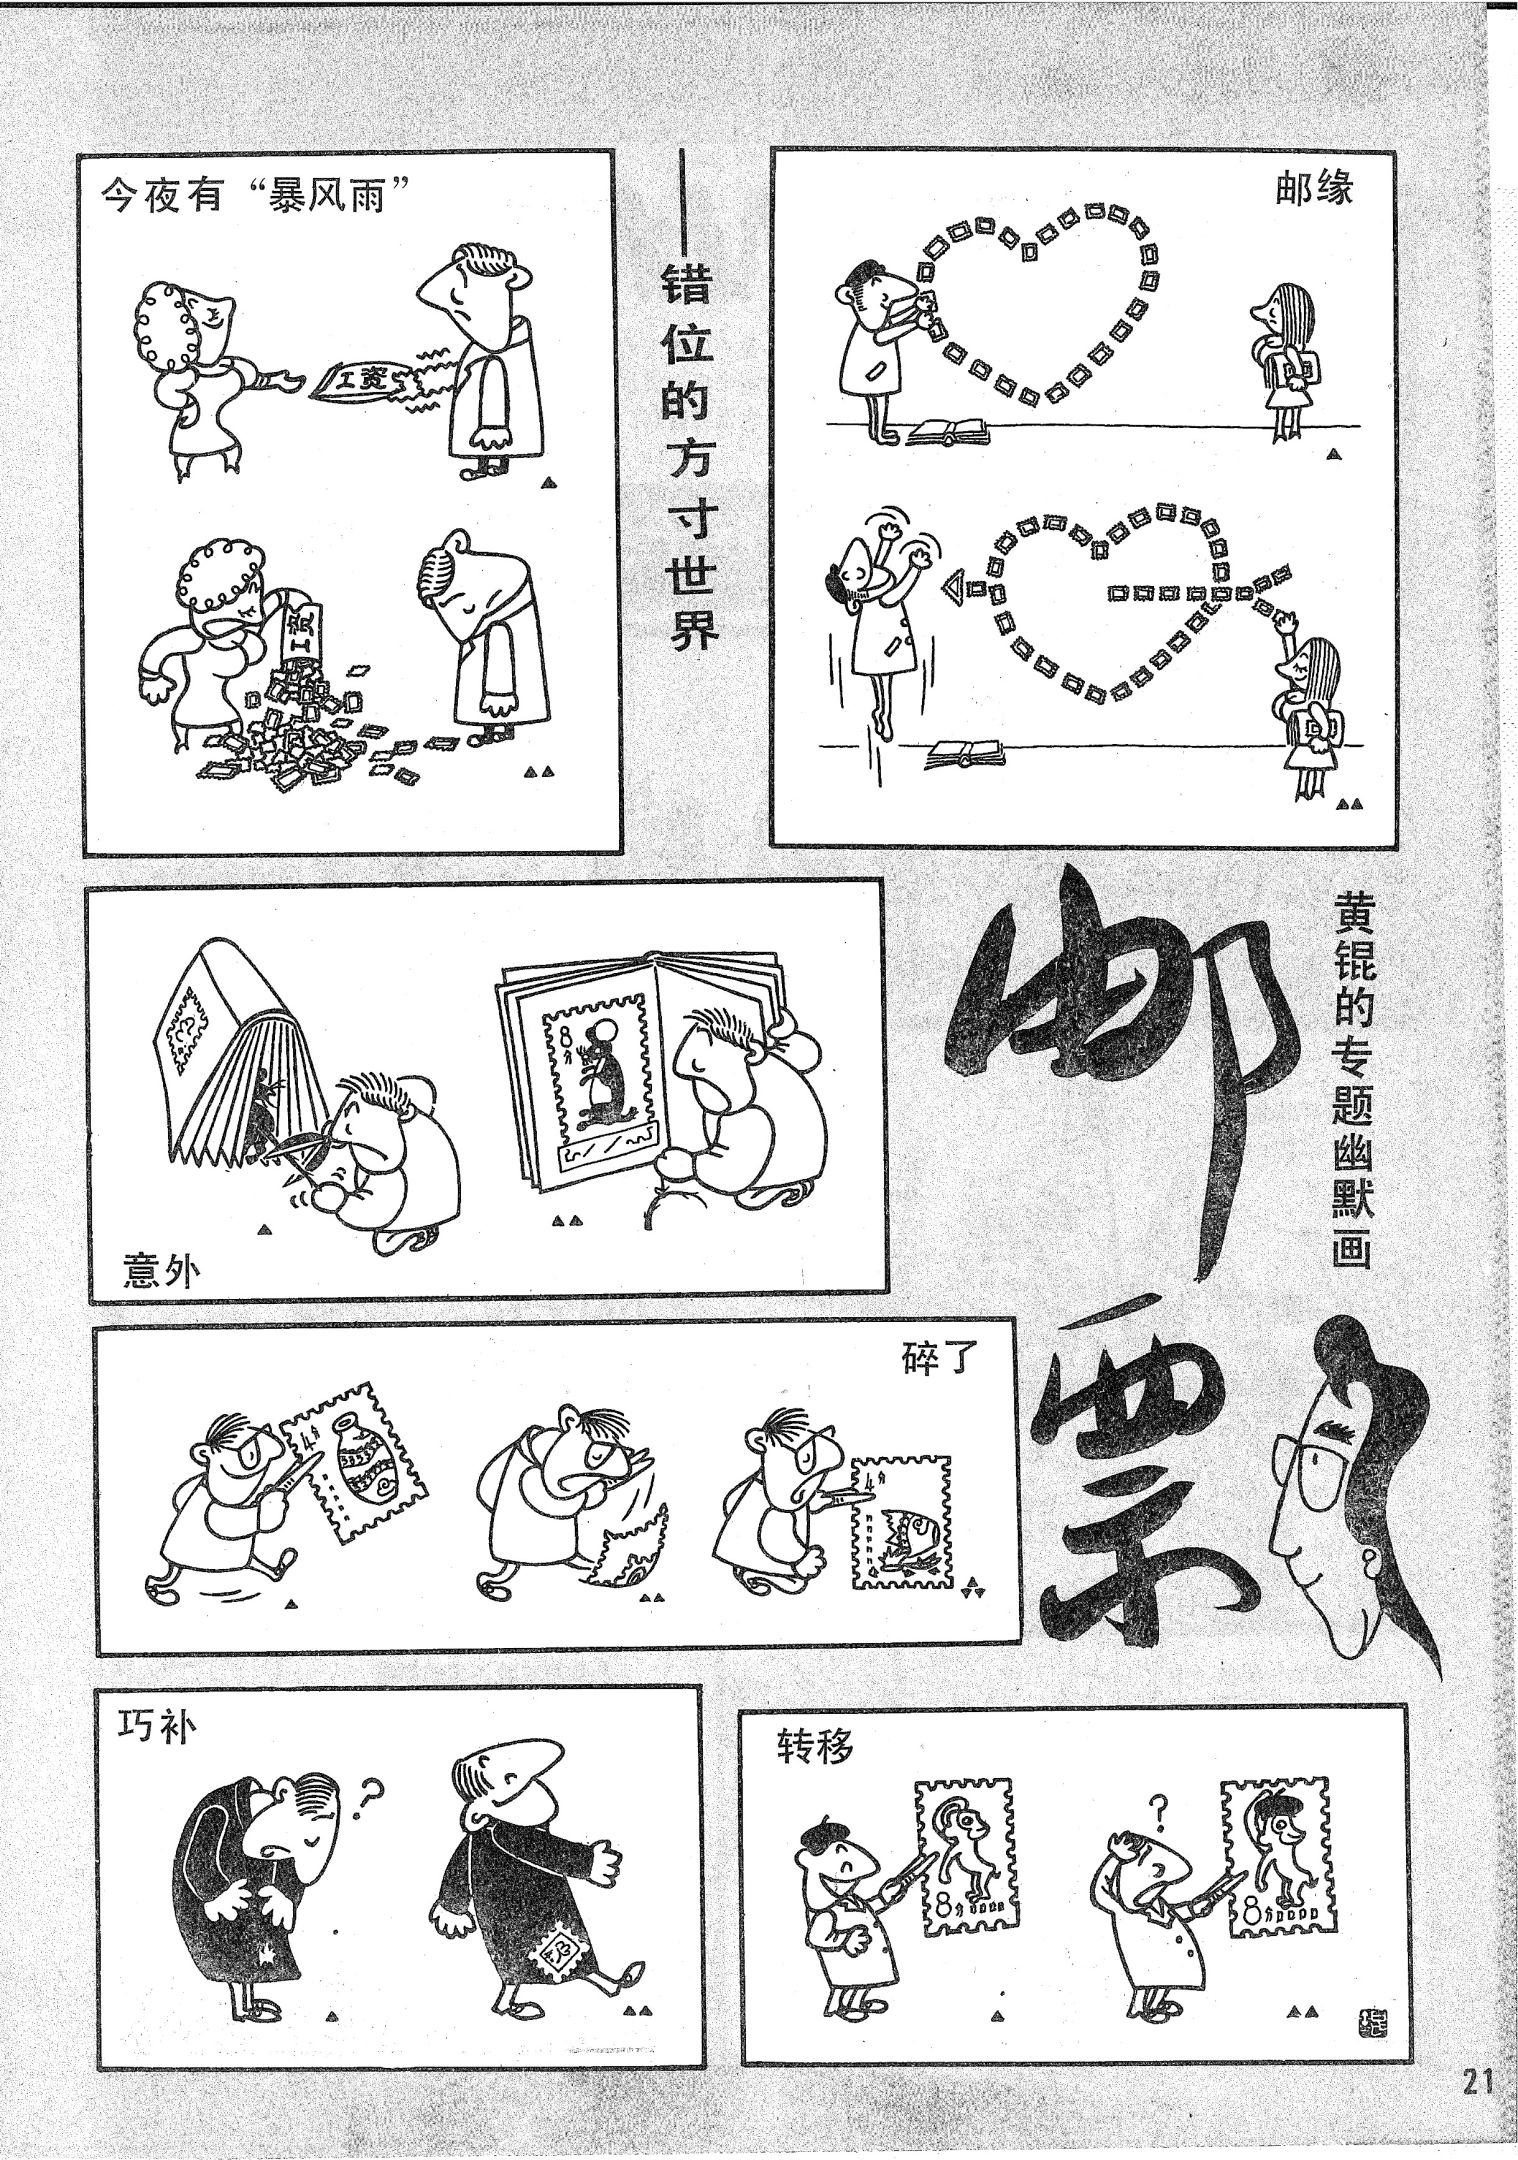 今夜有“暴风雨”
工资
工资
——错位的方寸世界
邮缘
意外
8分
黄锟的专题幽默画
邮票
碎了
4分
4分
巧补
?
转移
8分
?
8分
21